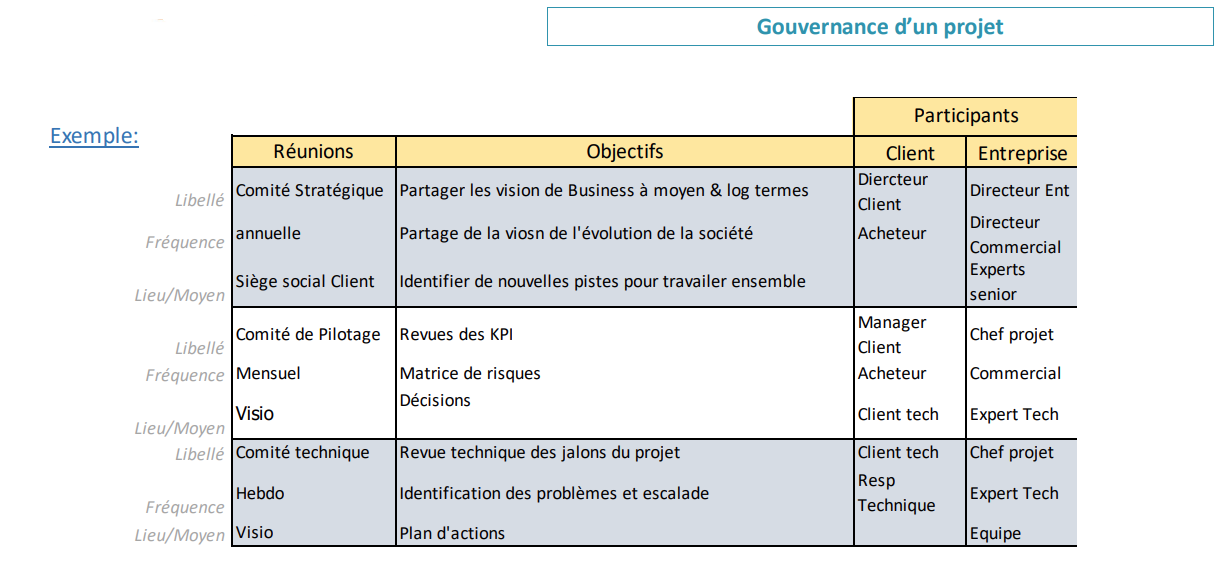 Gouvernance d’un projet
Participants
Exemple:
Réunions Objectifs Client Entreprise
Libellé Comité Stratégique Partager les vision de Business à moyen & log termes Diercteur Client Directeur Ent
Fréquence annuelle Partage de la viosn de l'évolution de la société Acheteur Directeur Commercial
Lieu/Moyen Siège social Client Identifier de nouvelles pistes pour travailer ensemble Experts senior
Libellé Comité de Pilotage Revues des KPI Manager Client Chef projet
Fréquence Mensuel Matrice de risques Acheteur Commercial
Lieu/Moyen Visio Décisions Client tech Expert Tech
Libellé Comité technique Revue technique des jalons du projet Client tech Chef projet
Fréquence Hebdo Identification des problèmes et escalade Resp Technique Expert Tech
Lieu/Moyen Visio Plan d'actions Equipe